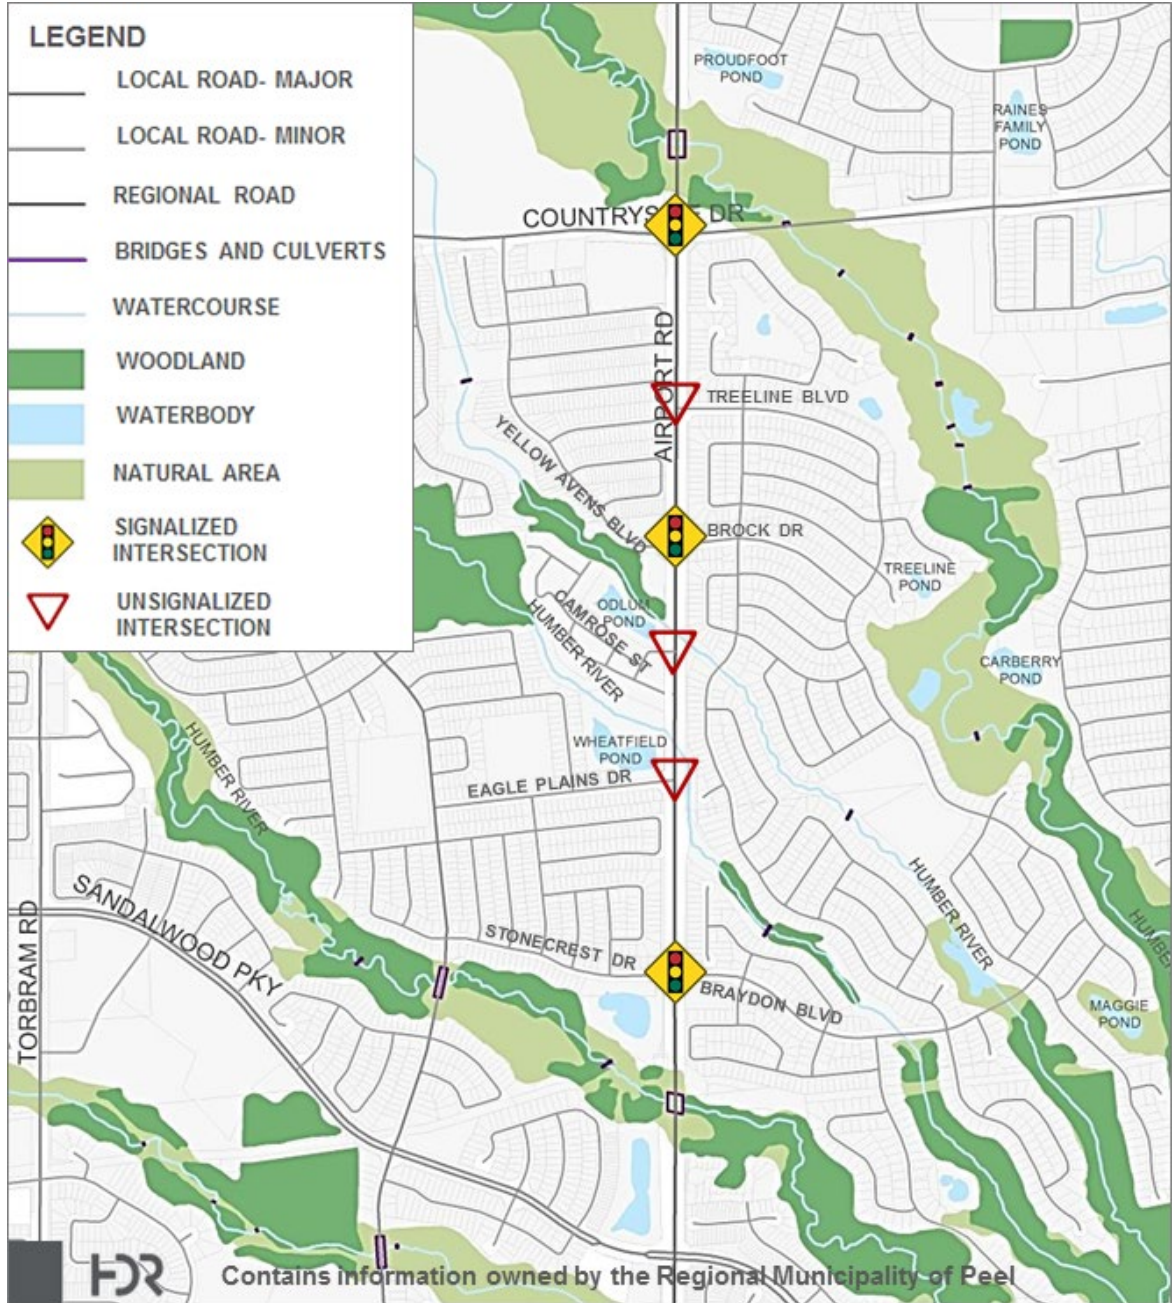 LEGEND
LOCAL ROAD- MAJOR
LOCAL ROAD- MINOR
REGIONAL ROAD
BRIDGES AND CULVERTS
WATERCOURSE
WOODLAND
WATERBODY
NATURAL AREA
SIGNALIZED
INTERSECTION
UNSIGNALIZED
INTERSECTION
PROUDFOOT
POND
RAINES
FAMILY
POND
DR
AIRPORT RD
TREELINE BLVD
YELLOW AVENS BLVD
BROCK DR
TREELINE
POND
ODLUM
POND
CAMROSE ST
HUMBER RIVER
CARBERRY
POND
WHEATFIELD
POND
EAGLE PLAINS DR
HUMBER RIVER
HUMBER RIVER
HUMBE
SANDALWOOD PKY
STONECREST DR
BRAYDON BLVD
MAGGIE
POND
TORBRAM RD
HDR
Contains information owned by the Regional Municipality of Peel